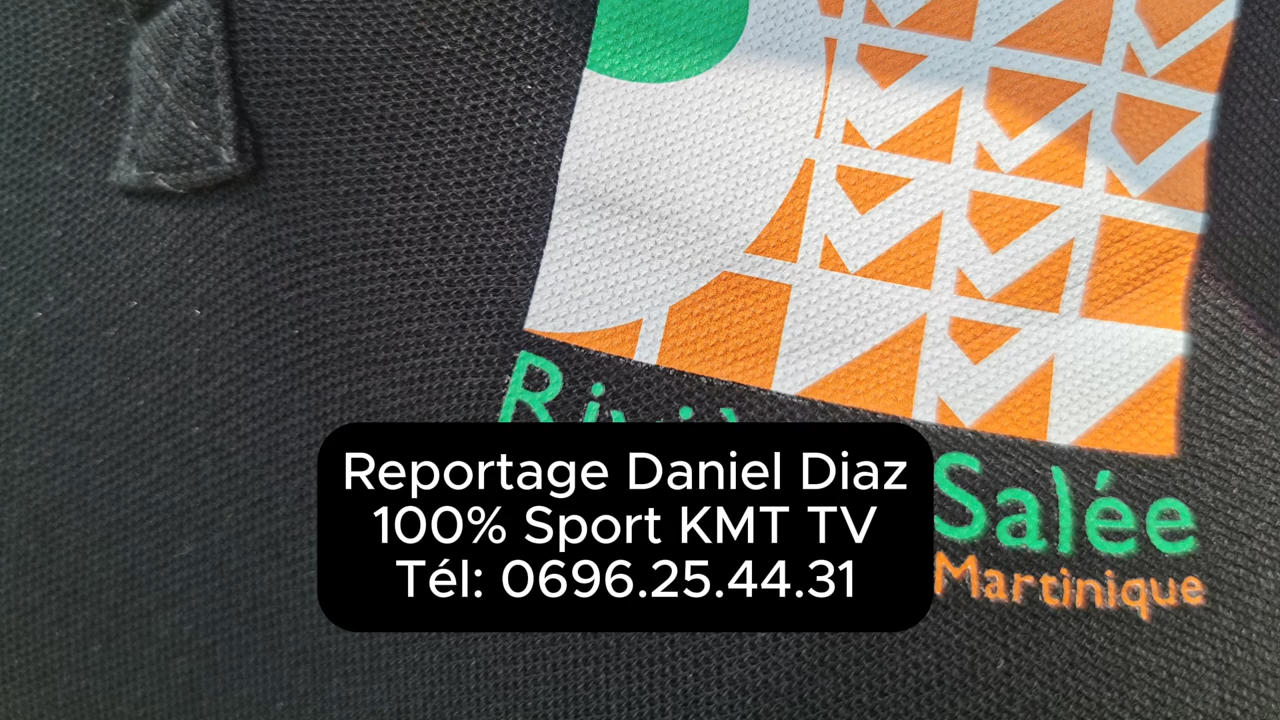 Salée
Martinique
Reportage Daniel Diaz
100% Sport KMT TV
Tél: 0696.25.44.31